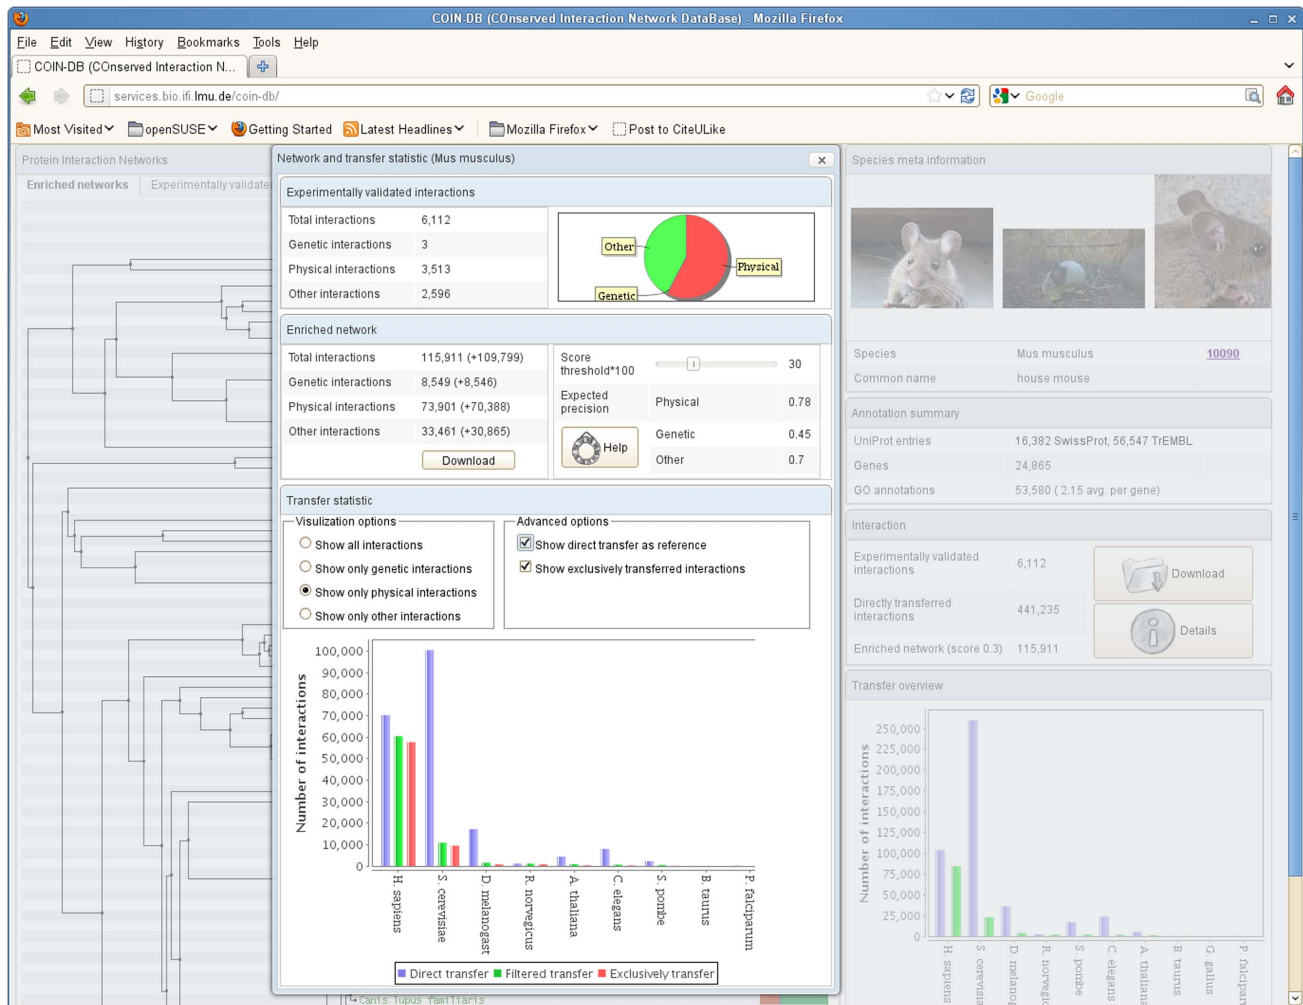 COIN-DB (COnserved Interaction Network DataBase) - Mozilla Firefox
File Edit View History Bookmarks Tools Help
COIN-DB (COnserved Interaction N...
services.bio.ifi.lmu.de/coin-db/
Google
Most Visited openSUSE Getting Started Latest Headlines Mozilla Firefox Post to CiteULike
Protein Interaction Networks
Enriched networks Experimentally validate
Network and transfer statistic (Mus musculus)
Experimentally validated interactions
Total interactions 6,112
Genetic interactions 3
Physical interactions 3,513
Other interactions 2,596
Other
Physical
Genetic
Enriched network
Total interactions 115,911 (+109,799)
Genetic interactions 8,549 (+8,546)
Physical interactions 73,901 (+70,388)
Other interactions 33,461 (+30,865)
Download
Score threshold*100 30
Expected precision Physical 0.78
Help
Genetic 0.45
Other 0.7
Transfer statistic
Visulization options
Show all interactions
Show only genetic interactions
Show only physical interactions
Show only other interactions
Advanced options
Show direct transfer as reference
Show exclusively transferred interactions
Number of interactions
100,000
90,000
80,000
70,000
60,000
50,000
40,000
30,000
20,000
10,000
0
H. sapiens
S. cerevisiae
D. melanogast
R. norvegicus
A. thaliana
C. elegans
S. pombe
B. taurus
P. falciparum
Direct transfer Filtered transfer Exclusively transfer
Canis lupus familiaris
Species meta information
Species Mus musculus 10090
Common name house mouse
Annotation summary
UniProt entries 16,382 SwissProt, 56,547 TrEMBL
Genes 24,865
GO annotations 53,580 ( 2.15 avg. per gene)
Interaction
Experimentally validated interactions 6,112
Directly transferred interactions 441,235
Enriched network (score 0.3) 115,911
Download
Details
Transfer overview
Number of interactions
250,000
225,000
200,000
175,000
150,000
125,000
100,000
75,000
50,000
25,000
0
H. sapiens
S. cerevisia
D. melanog
R. norvegic
S. pombe
C. elegans
A. thaliana
B. taurus
G. gallus
P. falcipar